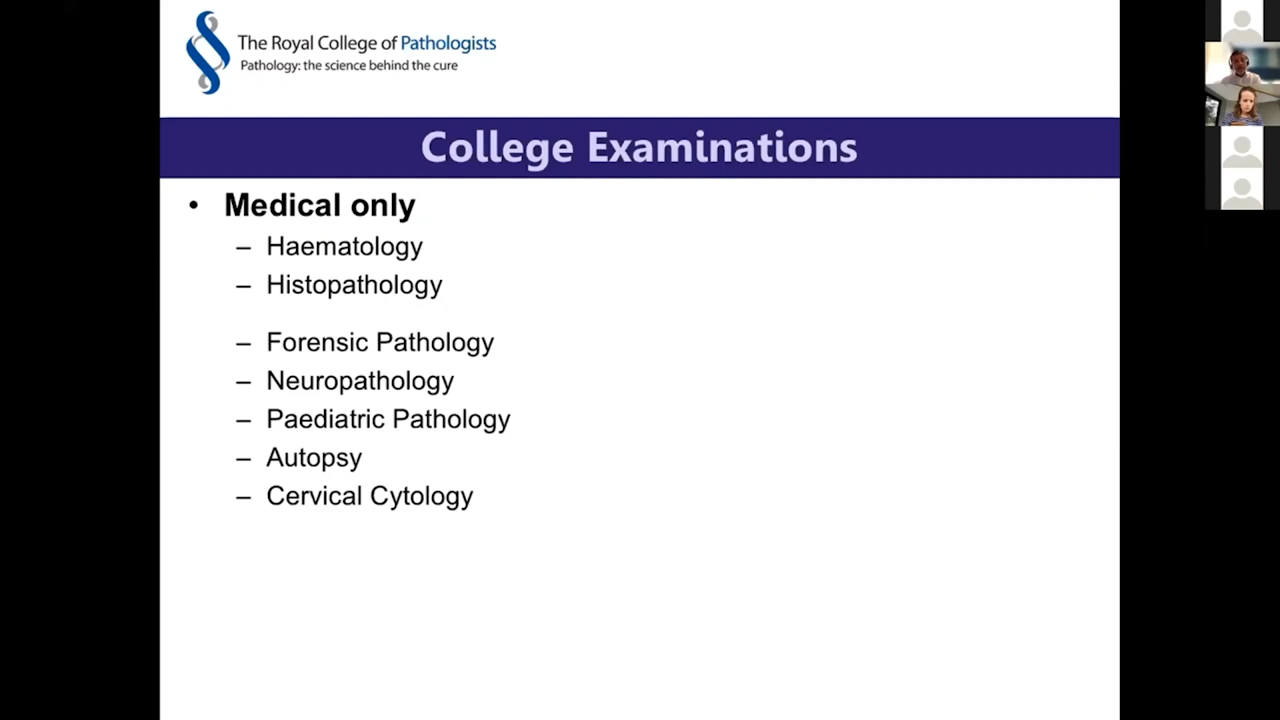 The Royal College of Pathologists
Pathology: the science behind the cure
College Examinations
• Medical only
– Haematology
– Histopathology
– Forensic Pathology
– Neuropathology
– Paediatric Pathology
– Autopsy
– Cervical Cytology